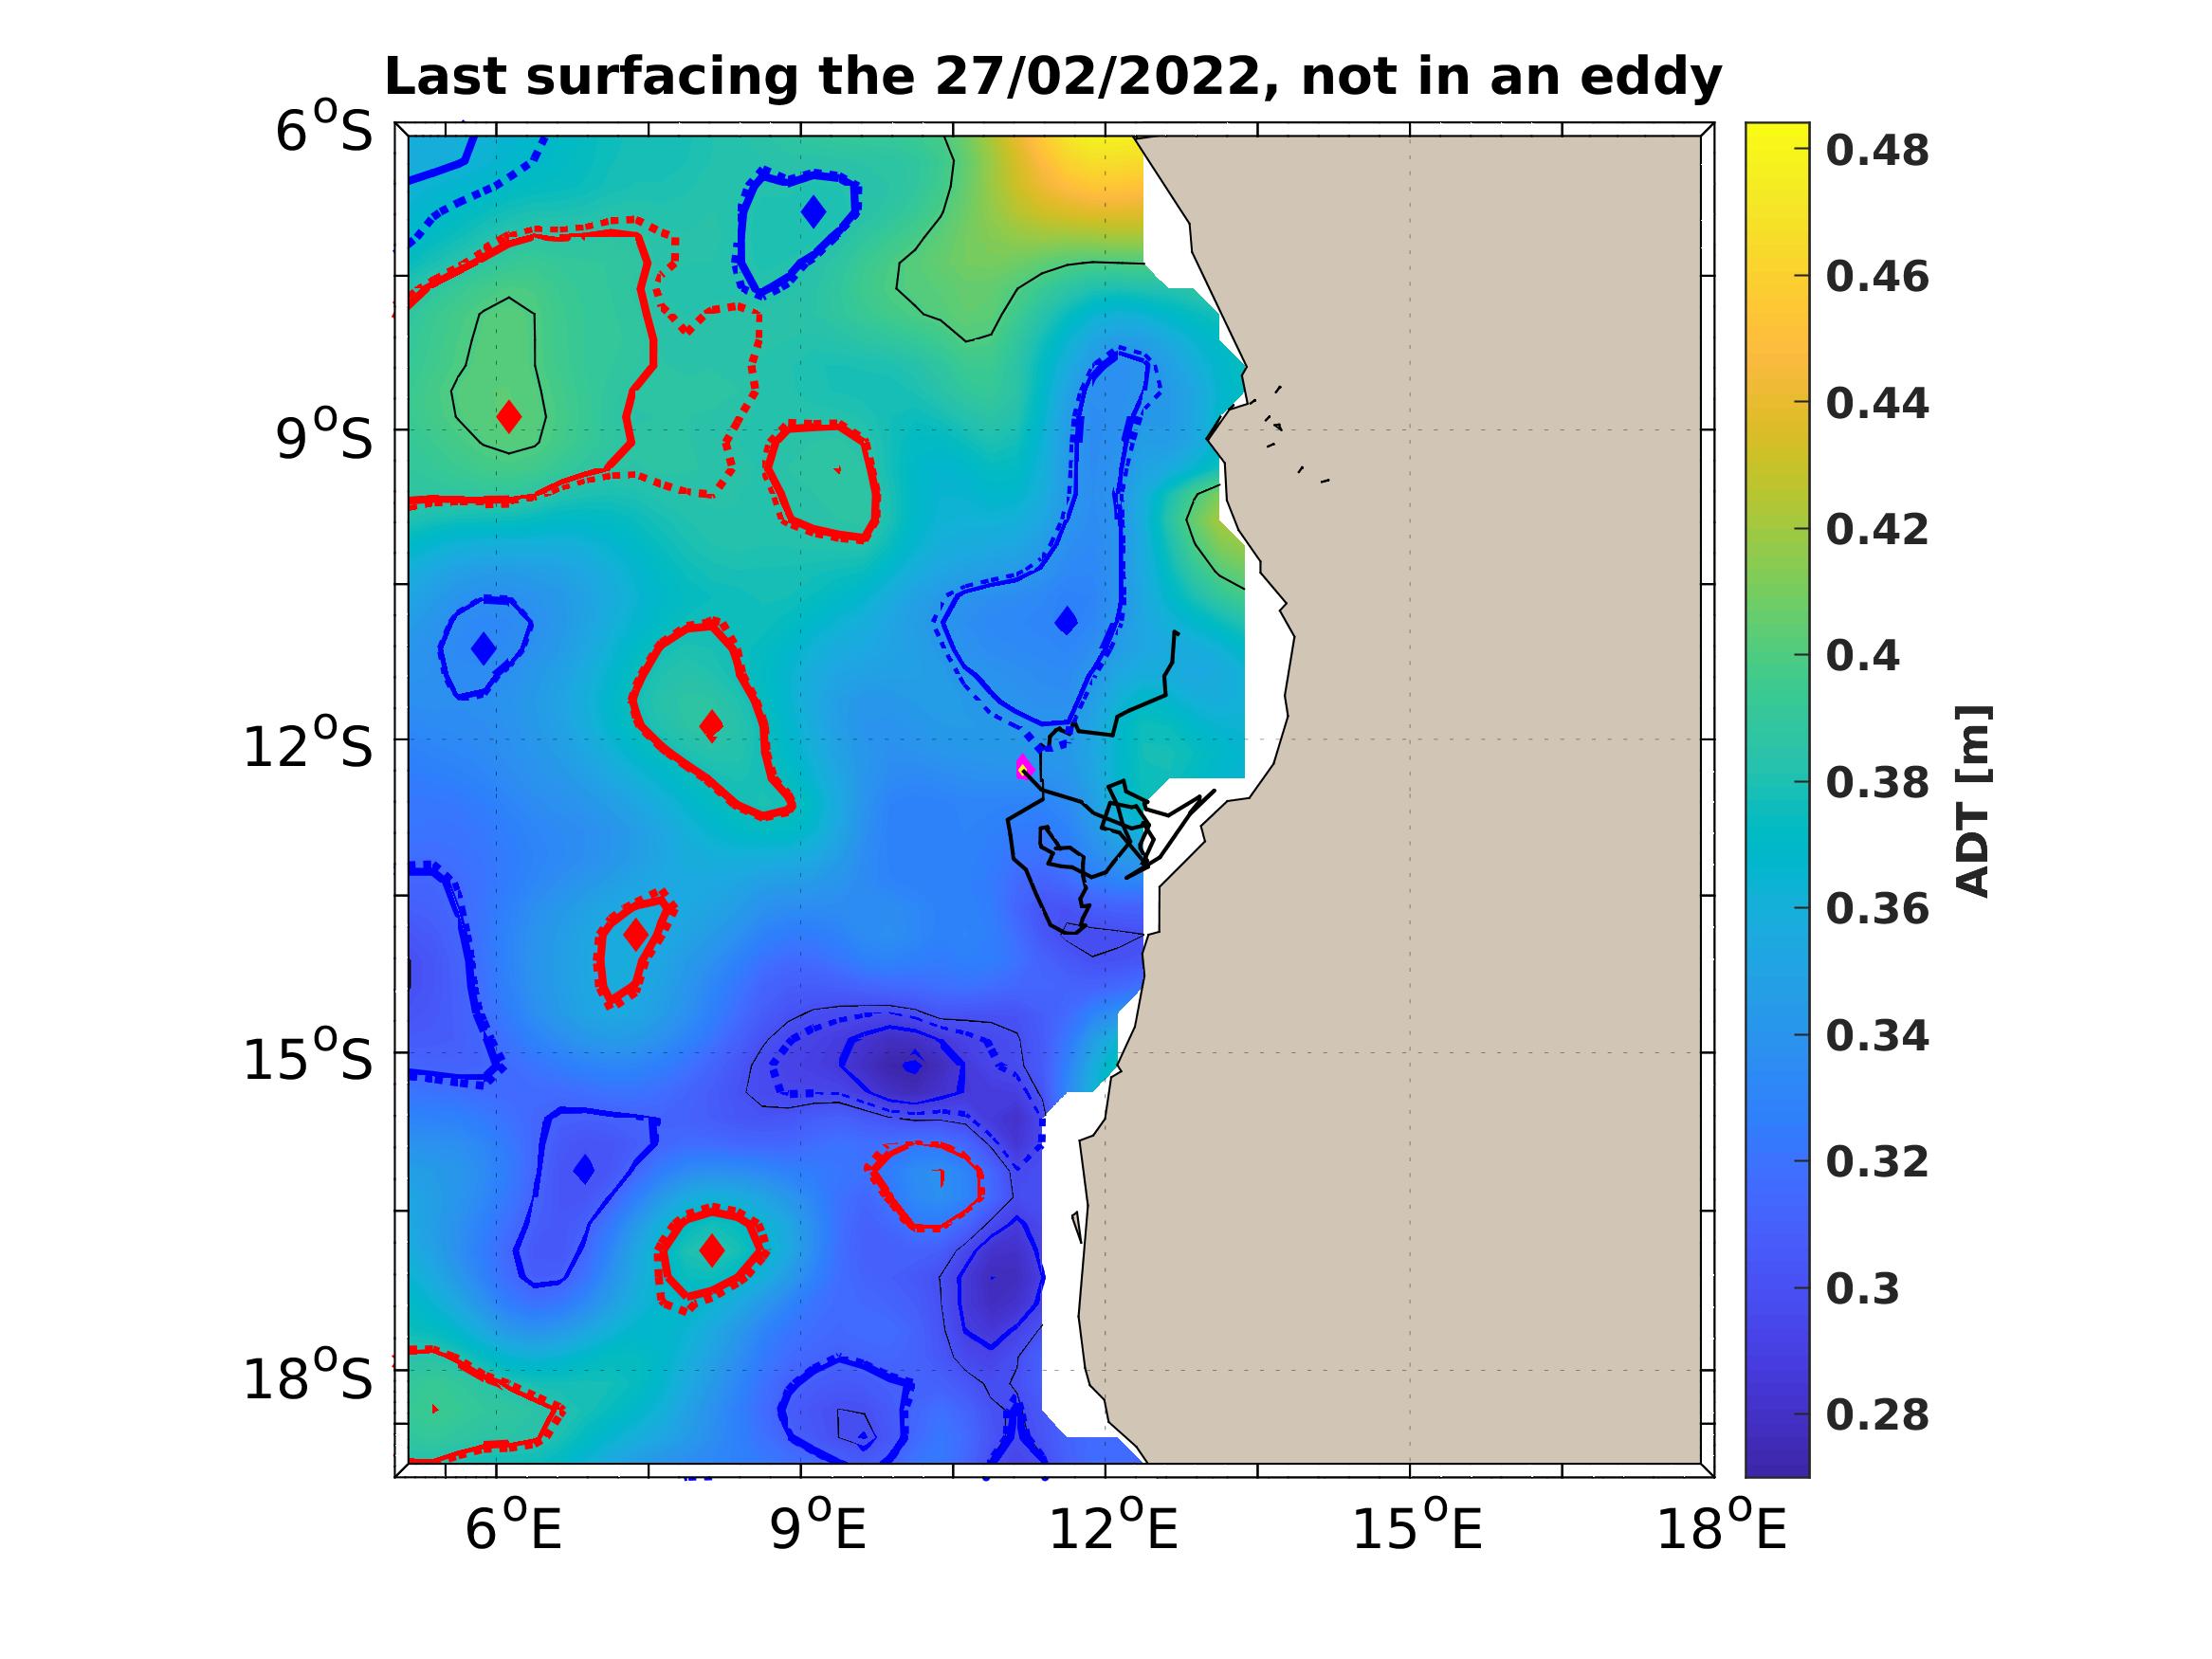 Last surfacing the 27/02/2022, not in an eddy
6°S
9°S
12°S
15°S
18°S
6°E
9°E
12°E
15°E
18°E
0.48
0.46
0.44
0.42
0.4
0.38
0.36
0.34
0.32
0.3
0.28
ADT [m]